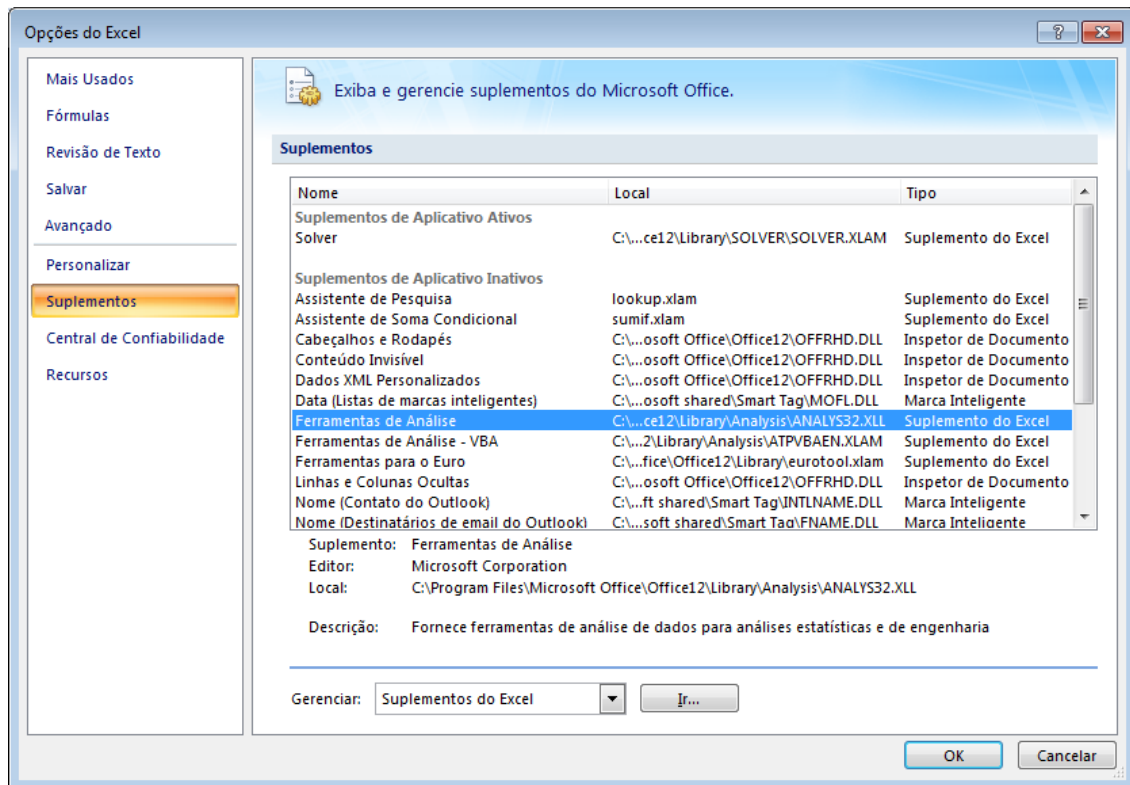 Opções do Excel
Mais Usados
Fórmulas
Revisão de Texto
Salvar
Avançado
Personalizar
Suplementos
Central de Confiabilidade
Recursos
Exiba e gerencie suplementos do Microsoft Office.
Suplementos
Nome Local Tipo
Suplementos de Aplicativo Ativos
Solver C:\...ce12\Library\SOLVER\SOLVER.XLAM Suplemento do Excel
Suplementos de Aplicativo Inativos
Assistente de Pesquisa lookup.xlam Suplemento do Excel
Assistente de Soma Condicional sumif.xlam Suplemento do Excel
Cabeçalhos e Rodapés C:\...osoft Office\Office12\OFFRHD.DLL Inspetor de Documento
Conteúdo Invisível C:\...osoft Office\Office12\OFFRHD.DLL Inspetor de Documento
Dados XML Personalizados C:\...osoft Office\Office12\OFFRHD.DLL Inspetor de Documento
Data (Listas de marcas inteligentes) C:\...osoft shared\Smart Tag\MOFL.DLL Marca Inteligente
Ferramentas de Análise C:\...ce12\Library\Analysis\ANALYS32.XLL Suplemento do Excel
Ferramentas de Análise - VBA C:\...2\Library\Analysis\ATPVBAEN.XLAM Suplemento do Excel
Ferramentas para o Euro C:\...fice\Office12\Library\eurotool.xlam Suplemento do Excel
Linhas e Colunas Ocultas C:\...osoft Office\Office12\OFFRHD.DLL Inspetor de Documento
Nome (Contato do Outlook) C:\...ft shared\Smart Tag\INTLNAME.DLL Marca Inteligente
Nome (Destinatários de email do Outlook) C:\...soft shared\Smart Tag\FNAME.DLL Marca Inteligente
Suplemento: Ferramentas de Análise
Editor: Microsoft Corporation
Local: C:\Program Files\Microsoft Office\Office12\Library\Analysis\ANALYS32.XLL
Descrição: Fornece ferramentas de análise de dados para análises estatísticas e de engenharia
Gerenciar: Suplementos do Excel Ir...
OK Cancelar